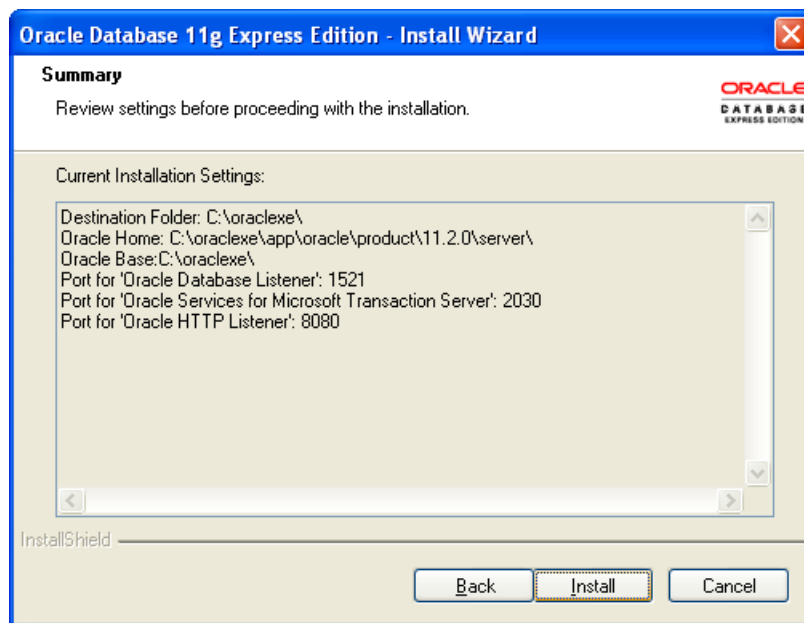 Oracle Database 11g Express Edition - Install Wizard
Summary
Review settings before proceeding with the installation.
ORACLE
DATABASE
EXPRESS EDITION
Current Installation Settings:
Destination Folder: C:\oraclexe\
Oracle Home: C:\oraclexe\app\oracle\product\11.2.0\server\
Oracle Base:C:\oraclexe\
Port for 'Oracle Database Listener': 1521
Port for 'Oracle Services for Microsoft Transaction Server': 2030
Port for 'Oracle HTTP Listener': 8080
InstallShield
Back
Install
Cancel